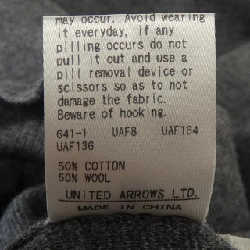 may occur. Avoid wearing
it everyday, if any
pilling occurs do not
pull it out and use a
pill removal device or
scissors so as to not
damage the fabric.
Beware of hooking.
641-1 UAF8 UAF164
UAF136
50% COTTON
50% WOOL
UNITED ARROWS LTD.
MADE IN CHINA